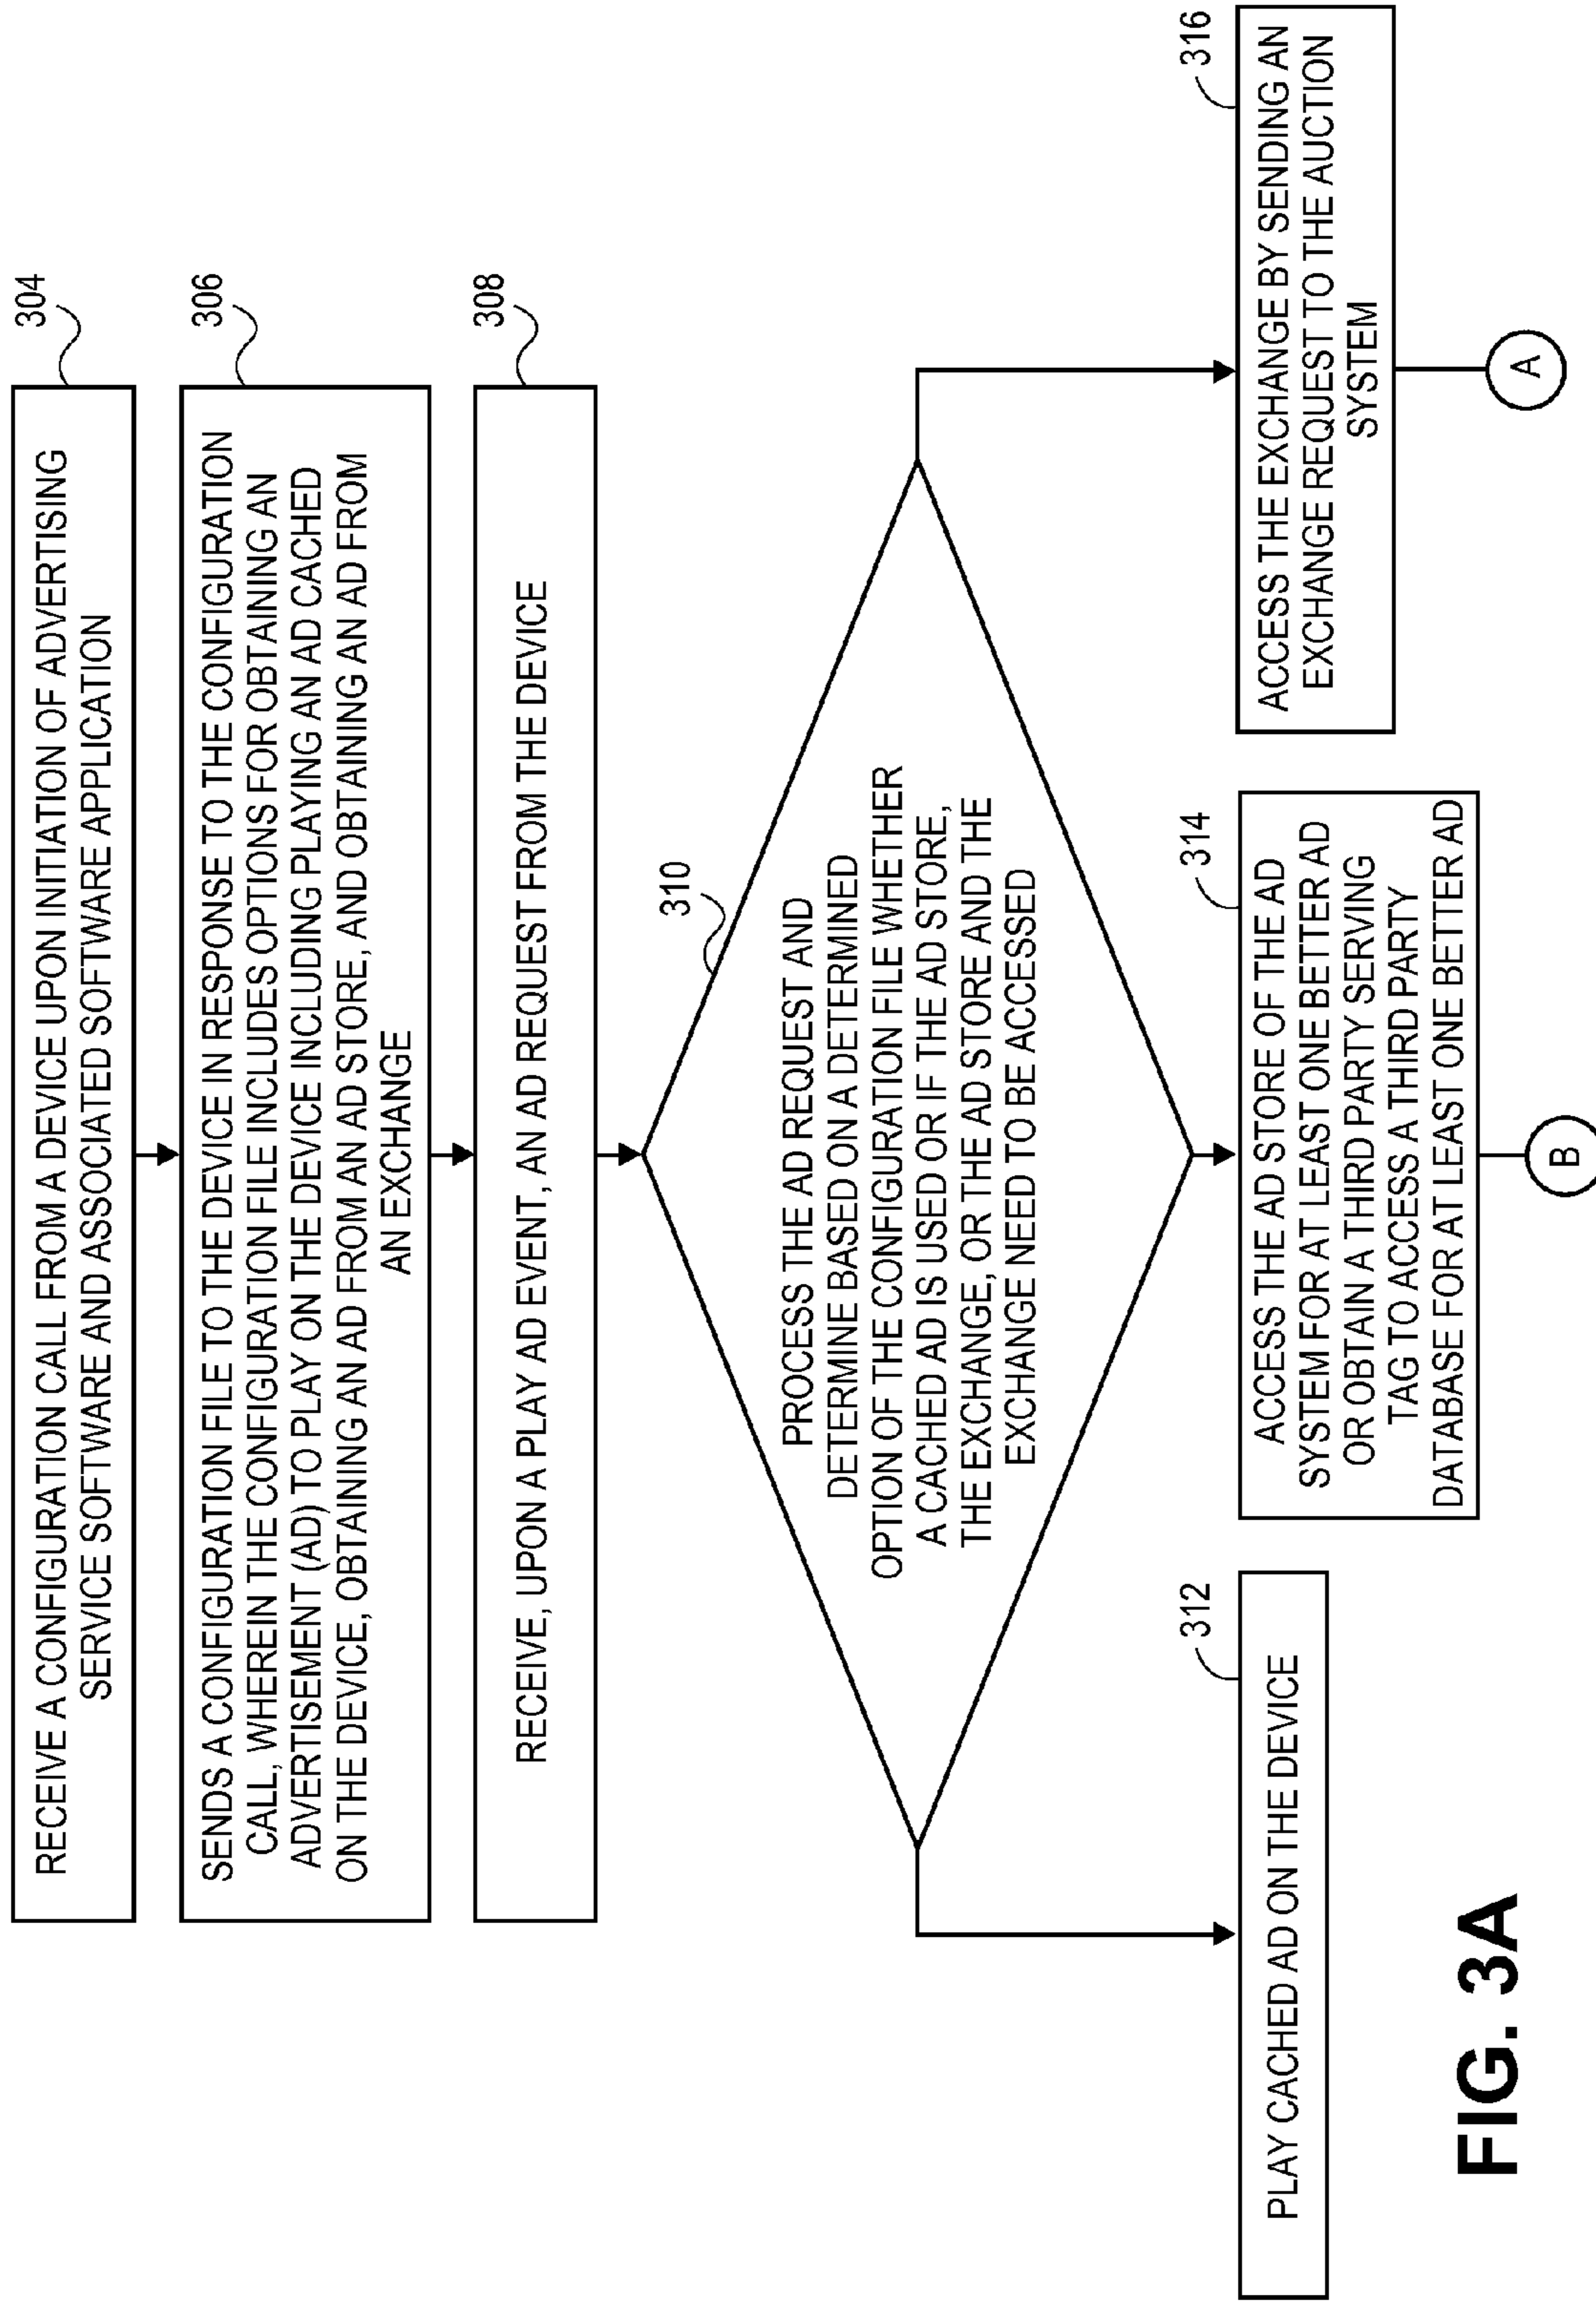 304
RECEIVE A CONFIGURATION CALL FROM A DEVICE UPON INITIATION OF ADVERTISING
SERVICE SOFTWARE AND ASSOCIATED SOFTWARE APPLICATION
306
SENDS A CONFIGURATION FILE TO THE DEVICE IN RESPONSE TO THE CONFIGURATION
CALL, WHEREIN THE CONFIGURATION FILE INCLUDES OPTIONS FOR OBTAINING AN
ADVERTISEMENT (AD) TO PLAY ON THE DEVICE INCLUDING PLAYING AN AD CACHED
ON THE DEVICE, OBTAINING AN AD FROM AN AD STORE, AND OBTAINING AN AD FROM
AN EXCHANGE
308
RECEIVE, UPON A PLAY AD EVENT, AN AD REQUEST FROM THE DEVICE
310
PROCESS THE AD REQUEST AND
DETERMINE BASED ON A DETERMINED
OPTION OF THE CONFIGURATION FILE WHETHER
A CACHED AD IS USED OR IF THE AD STORE,
THE EXCHANGE, OR THE AD STORE AND THE
EXCHANGE NEED TO BE ACCESSED
312
PLAY CACHED AD ON THE DEVICE
314
ACCESS THE AD STORE OF THE AD
SYSTEM FOR AT LEAST ONE BETTER AD
OR OBTAIN A THIRD PARTY SERVING
TAG TO ACCESS A THIRD PARTY
DATABASE FOR AT LEAST ONE BETTER AD
B
316
ACCESS THE EXCHANGE BY SENDING AN
EXCHANGE REQUEST TO THE AUCTION
SYSTEM
A
FIG. 3A